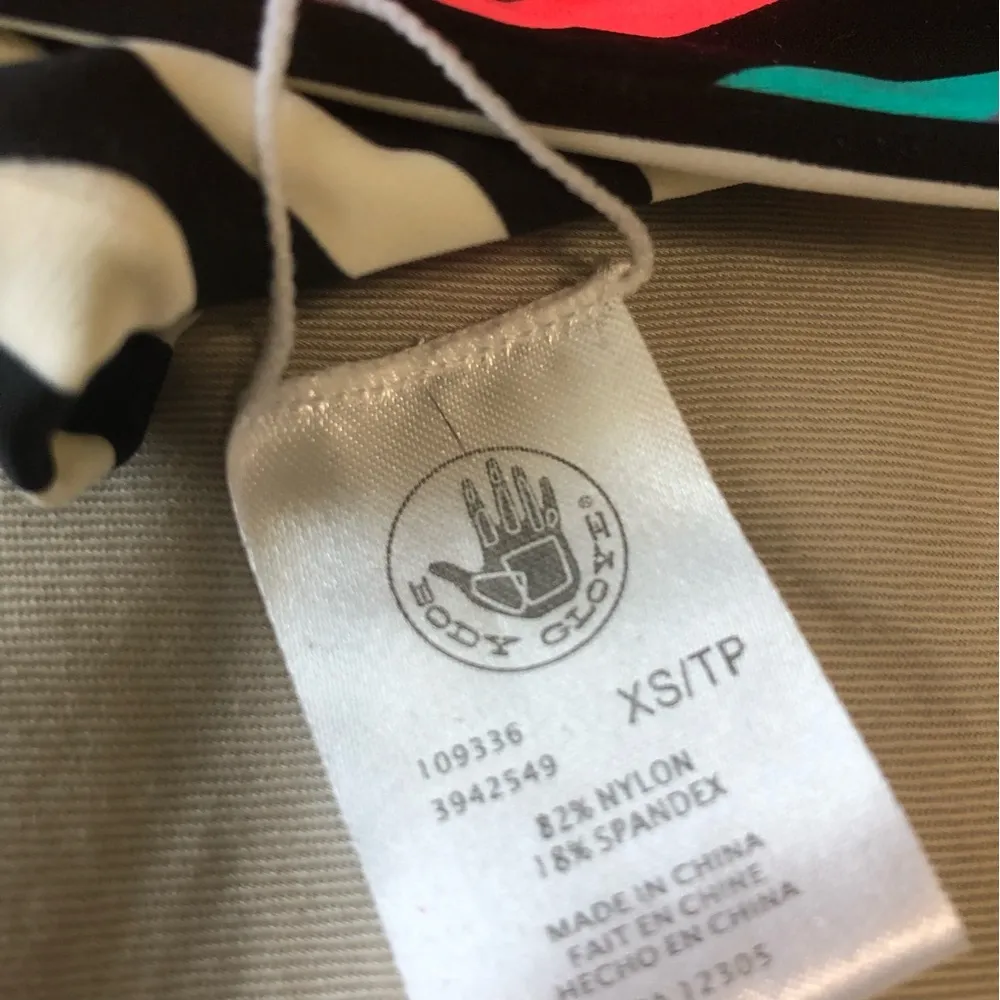 BODY GLOVE®
XS/TP
109336
3942549
82% NYLON
18% SPANDEX
MADE IN CHINA
FAIT EN CHINE
HECHO EN CHINA
12305